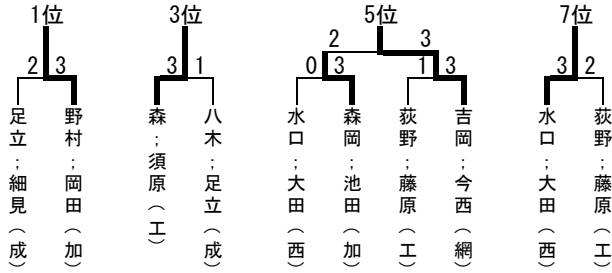 1位
3位
5位
7位
2 3
2 3
3 1
0 3
1 3
3 2
足立;細見(成)
野村;岡田(加)
森;須原(工)
八木;足立(成)
水口;大田(西)
森岡;池田(加)
荻野;藤原(工)
吉岡;今西(網)
水口;大田(西)
荻野;藤原(工)